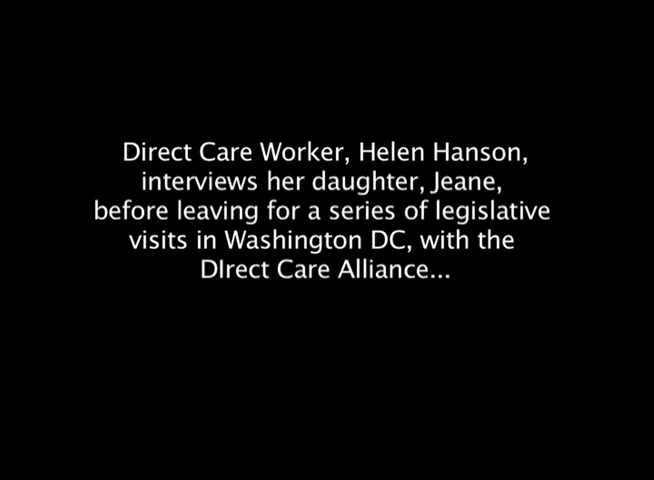 Direct Care Worker, Helen Hanson,
interviews her daughter, Jeane,
before leaving for a series of legislative
visits in Washington DC, with the
DIrect Care Alliance...